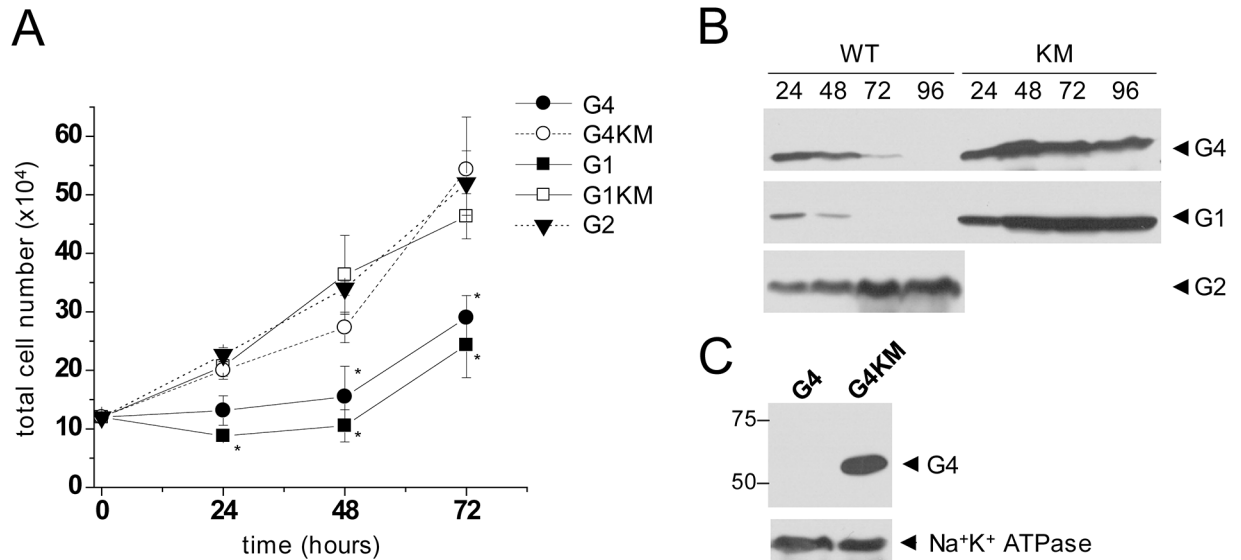 A
total cell number (x10⁴)
60
50
40
30
20
10
0
0 24 48 72
time (hours)
G4
G4KM
G1
G1KM
G2
*
*
*
*
*
B
WT KM
24 48 72 96 24 48 72 96
◄ G4
◄ G1
◄ G2
C
G4 G4KM
75–
50–
◄ G4
◄ Na⁺K⁺ ATPase